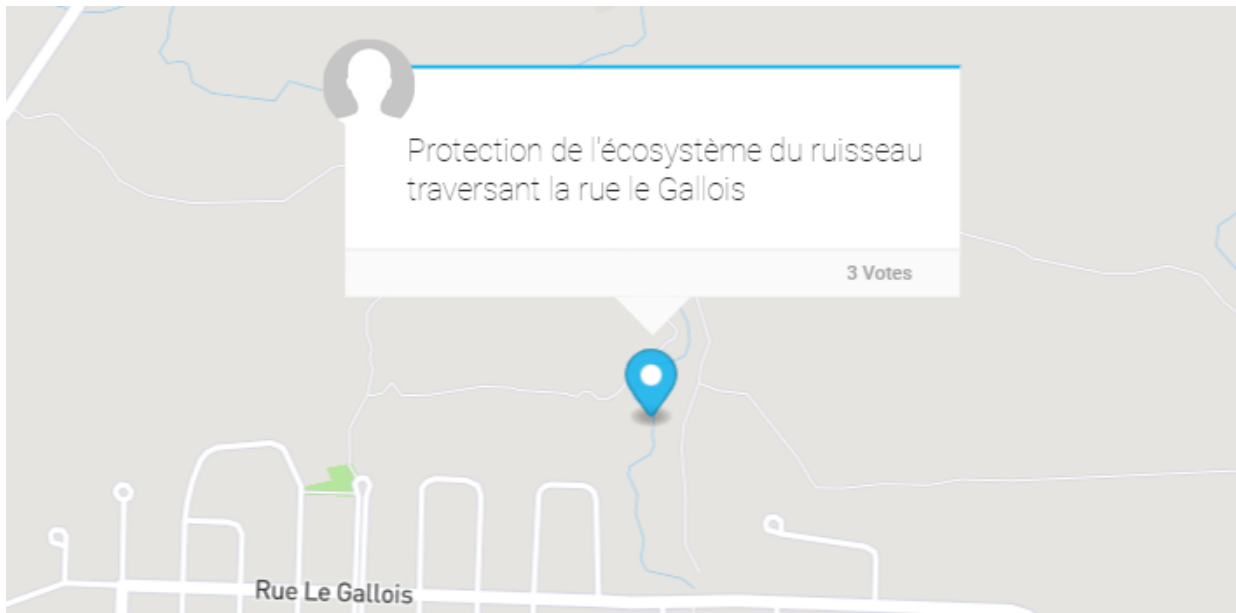 Protection de l'écosystème du ruisseau
traversant la rue le Gallois
3 Votes
Rue Le Gallois